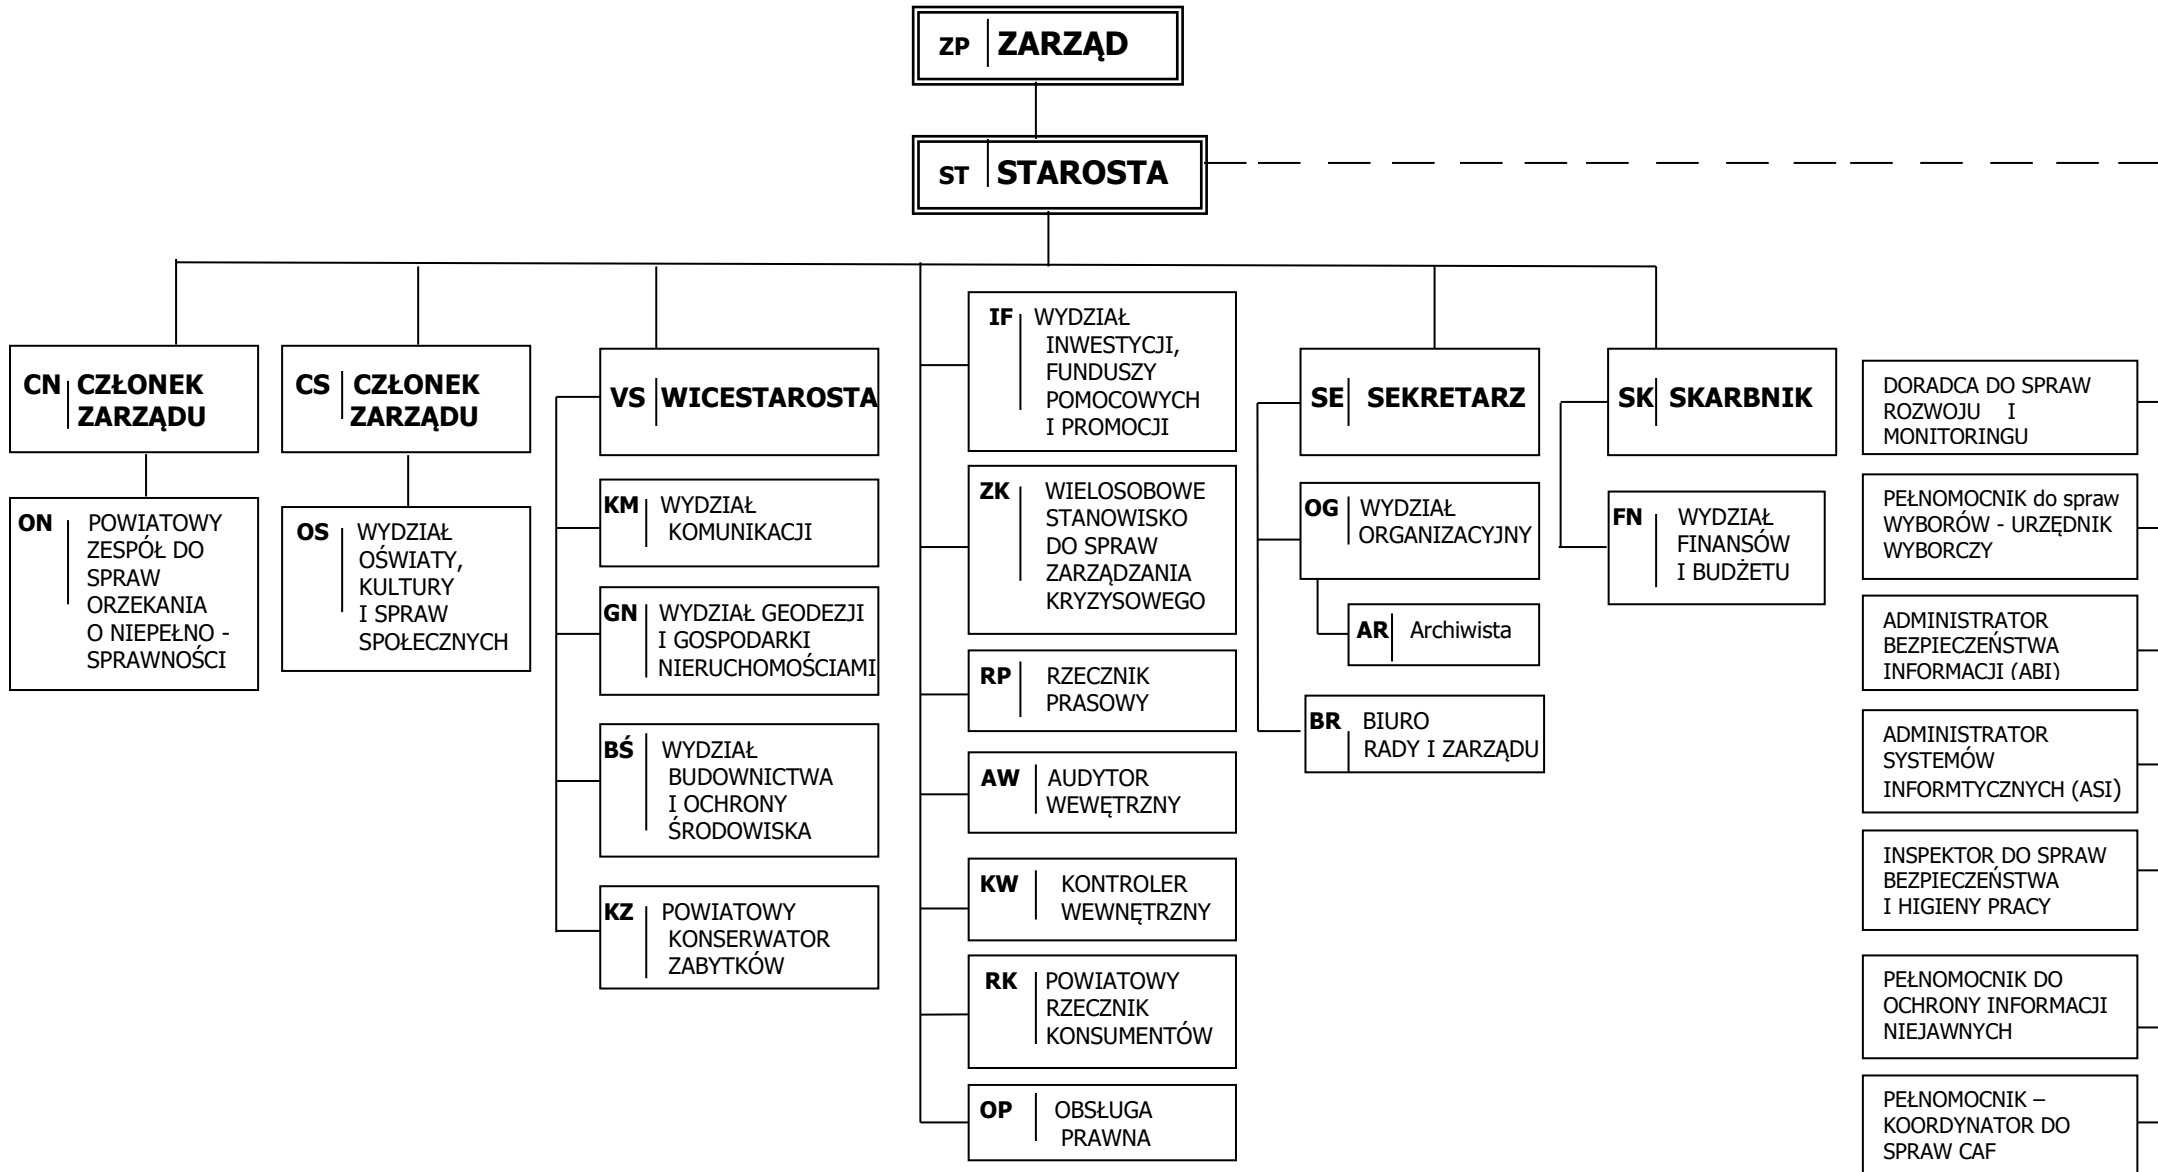 ZP ZARZĄD
ST STAROSTA
CN CZŁONEK
ZARZĄDU
ON POWIATOWY
ZESPÓŁ DO
SPRAW
ORZEKANIA
O NIEPEŁNO -
SPRAWNOŚCI
CS CZŁONEK
ZARZĄDU
OS WYDZIAŁ
OŚWIATY,
KULTURY
I SPRAW
SPOŁECZNYCH
VS WICESTAROSTA
KM WYDZIAŁ
KOMUNIKACJI
GN WYDZIAŁ GEODEZJI
I GOSPODARKI
NIERUCHOMOŚCIAMI
BŚ WYDZIAŁ
BUDOWNICTWA
I OCHRONY
ŚRODOWISKA
KZ POWIATOWY
KONSERWATOR
ZABYTKÓW
IF WYDZIAŁ
INWESTYCJI,
FUNDUSZY
POMOCOWYCH
I PROMOCJI
ZK WIELOSOBOWE
STANOWISKO
DO SPRAW
ZARZĄDZANIA
KRYZYSOWEGO
RP RZECZNIK
PRASOWY
AW AUDYTOR
WEWĘTRZNY
KW KONTROLER
WEWNĘTRZNY
RK POWIATOWY
RZECZNIK
KONSUMENTÓW
OP OBSŁUGA
PRAWNA
SE SEKRETARZ
OG WYDZIAŁ
ORGANIZACYJNY
AR Archiwista
BR BIURO
RADY I ZARZĄDU
SK SKARBNIK
FN WYDZIAŁ
FINANSÓW
I BUDŻETU
DORADCA DO SPRAW
ROZWOJU I
MONITORINGU
PEŁNOMOCNIK do spraw
WYBORÓW - URZĘDNIK
WYBORCZY
ADMINISTRATOR
BEZPIECZEŃSTWA
INFORMACJI (ABI)
ADMINISTRATOR
SYSTEMÓW
INFORMTYCZNYCH (ASI)
INSPEKTOR DO SPRAW
BEZPIECZEŃSTWA
I HIGIENY PRACY
PEŁNOMOCNIK DO
OCHRONY INFORMACJI
NIEJAWNYCH
PEŁNOMOCNIK –
KOORDYNATOR DO
SPRAW CAF